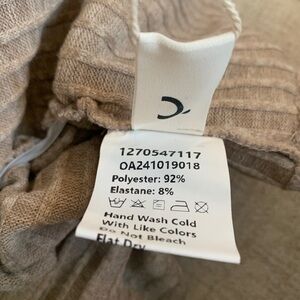 1270547117
OA241019018
Polyester: 92%
Elastane: 8%
Hand Wash Cold
With Like Colors
Do Not Bleach
Flat Dry